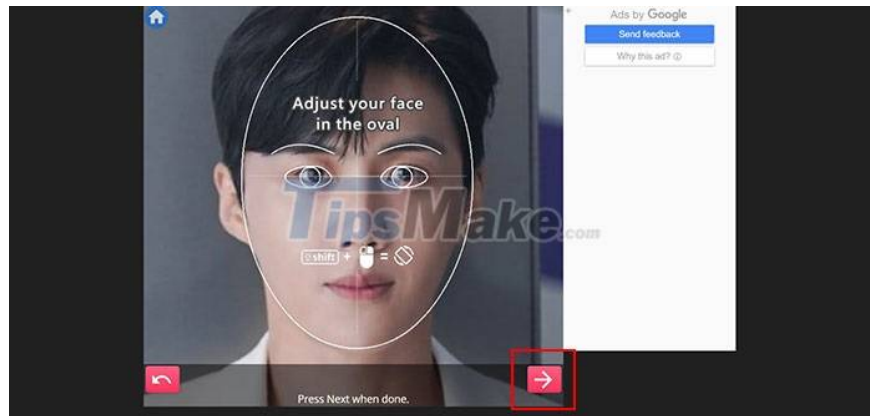 Ads by Google
Send feedback
Why this ad?
Adjust your face
in the oval
TipsMake.com
shift + =
Press Next when done.